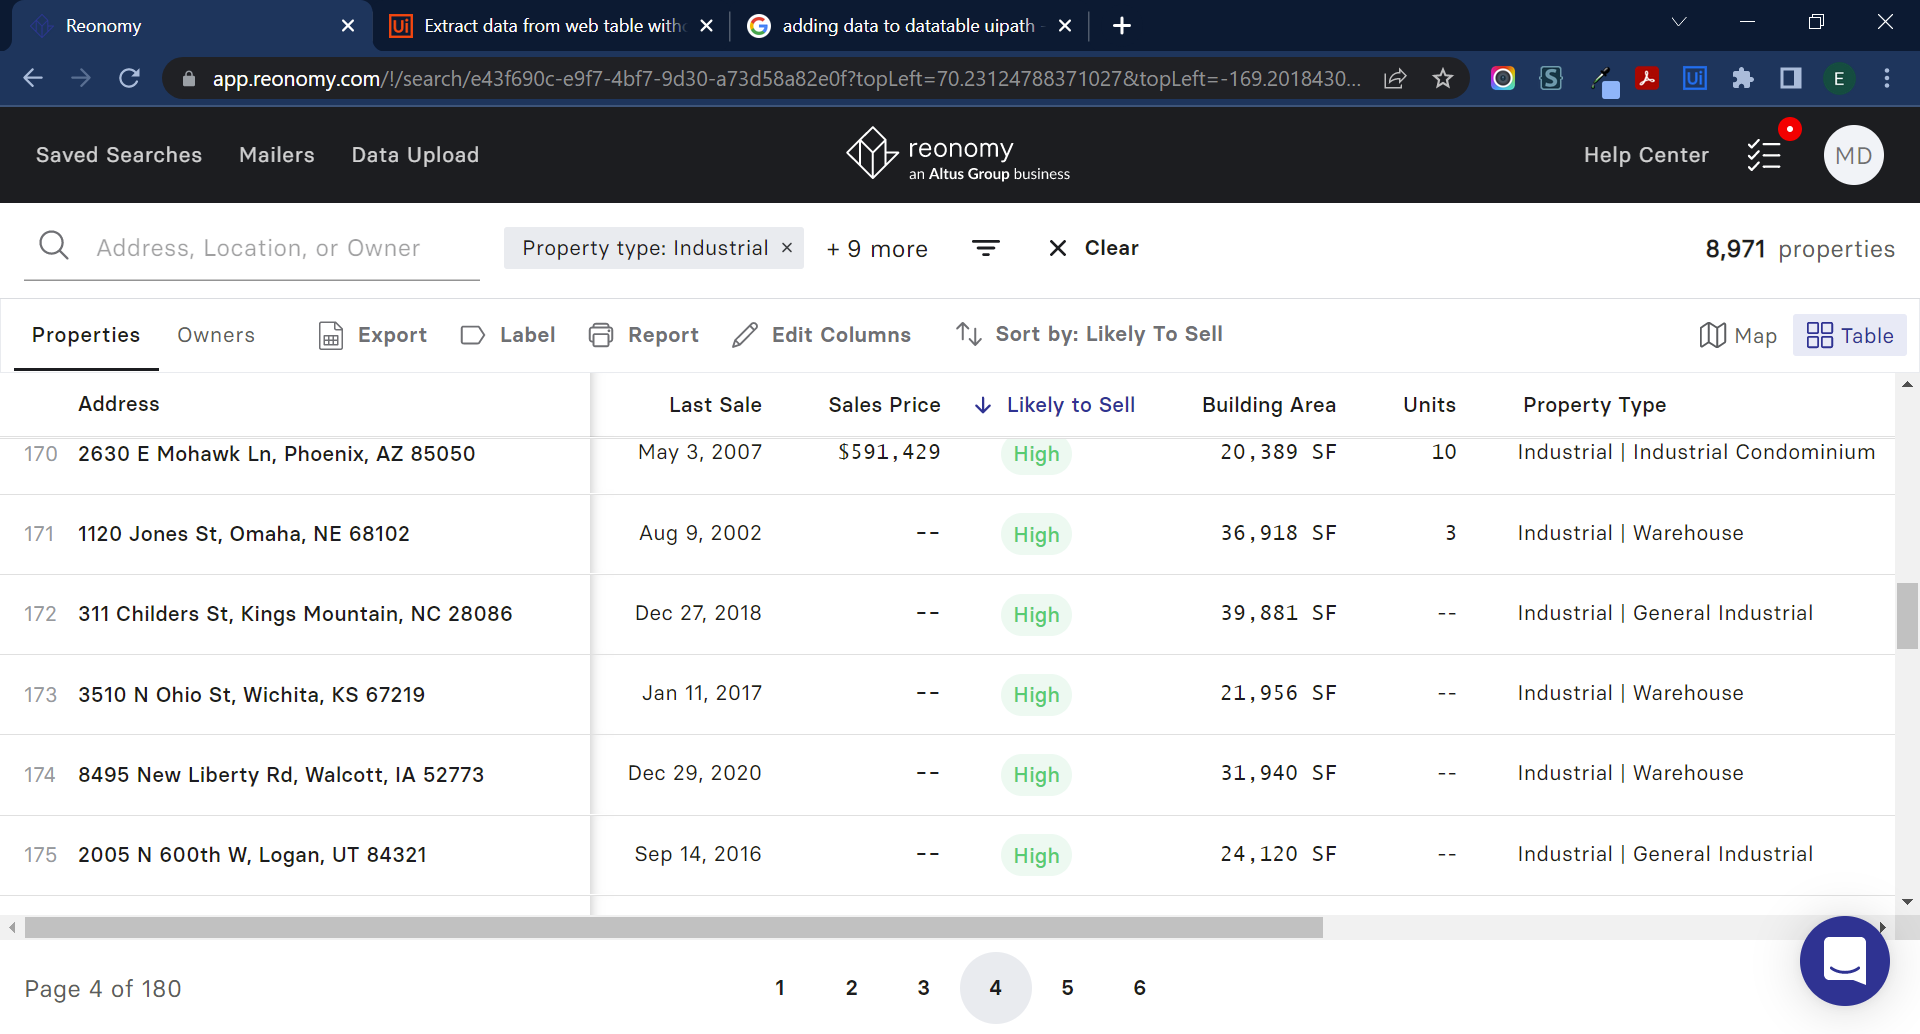 Reonomy
Extract data from web table with
adding data to datatable uipath -
app.reonomy.com/!/search/e43f690c-e9f7-4bf7-9d30-a73d58a82e0f?topLeft=70.23124788371027&topLeft=-169.2018430...
E
Saved Searches Mailers Data Upload
reonomy
an Altus Group business
Help Center
MD
Address, Location, or Owner
Property type: Industrial ×
+ 9 more
Clear
8,971 properties
Properties Owners Export Label Report Edit Columns Sort by: Likely To Sell Map Table
Address Last Sale Sales Price Likely to Sell Building Area Units Property Type
170 2630 E Mohawk Ln, Phoenix, AZ 85050 May 3, 2007 $591,429 High 20,389 SF 10 Industrial | Industrial Condominium
171 1120 Jones St, Omaha, NE 68102 Aug 9, 2002 -- High 36,918 SF 3 Industrial | Warehouse
172 311 Childers St, Kings Mountain, NC 28086 Dec 27, 2018 -- High 39,881 SF -- Industrial | General Industrial
173 3510 N Ohio St, Wichita, KS 67219 Jan 11, 2017 -- High 21,956 SF -- Industrial | Warehouse
174 8495 New Liberty Rd, Walcott, IA 52773 Dec 29, 2020 -- High 31,940 SF -- Industrial | Warehouse
175 2005 N 600th W, Logan, UT 84321 Sep 14, 2016 -- High 24,120 SF -- Industrial | General Industrial
Page 4 of 180
1 2 3 4 5 6